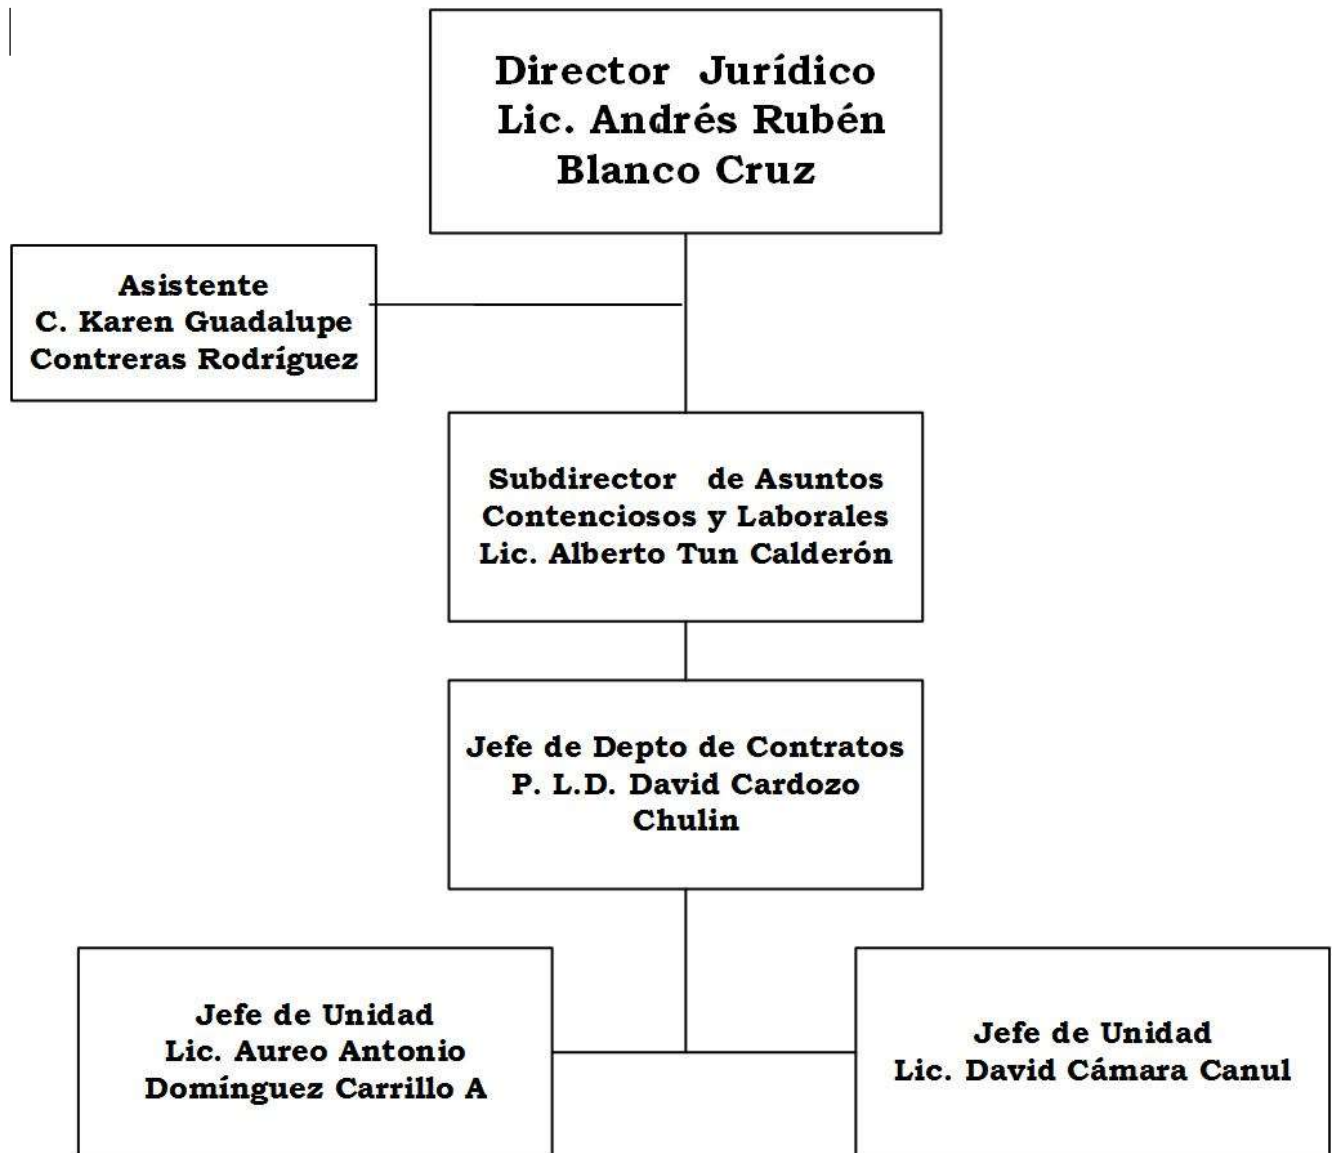 Director Jurídico
Lic. Andrés Rubén
Blanco Cruz
Asistente
C. Karen Guadalupe
Contreras Rodríguez
Subdirector de Asuntos
Contenciosos y Laborales
Lic. Alberto Tun Calderón
Jefe de Depto de Contratos
P. L.D. David Cardozo
Chulin
Jefe de Unidad
Lic. Aureo Antonio
Domínguez Carrillo A
Jefe de Unidad
Lic. David Cámara Canul